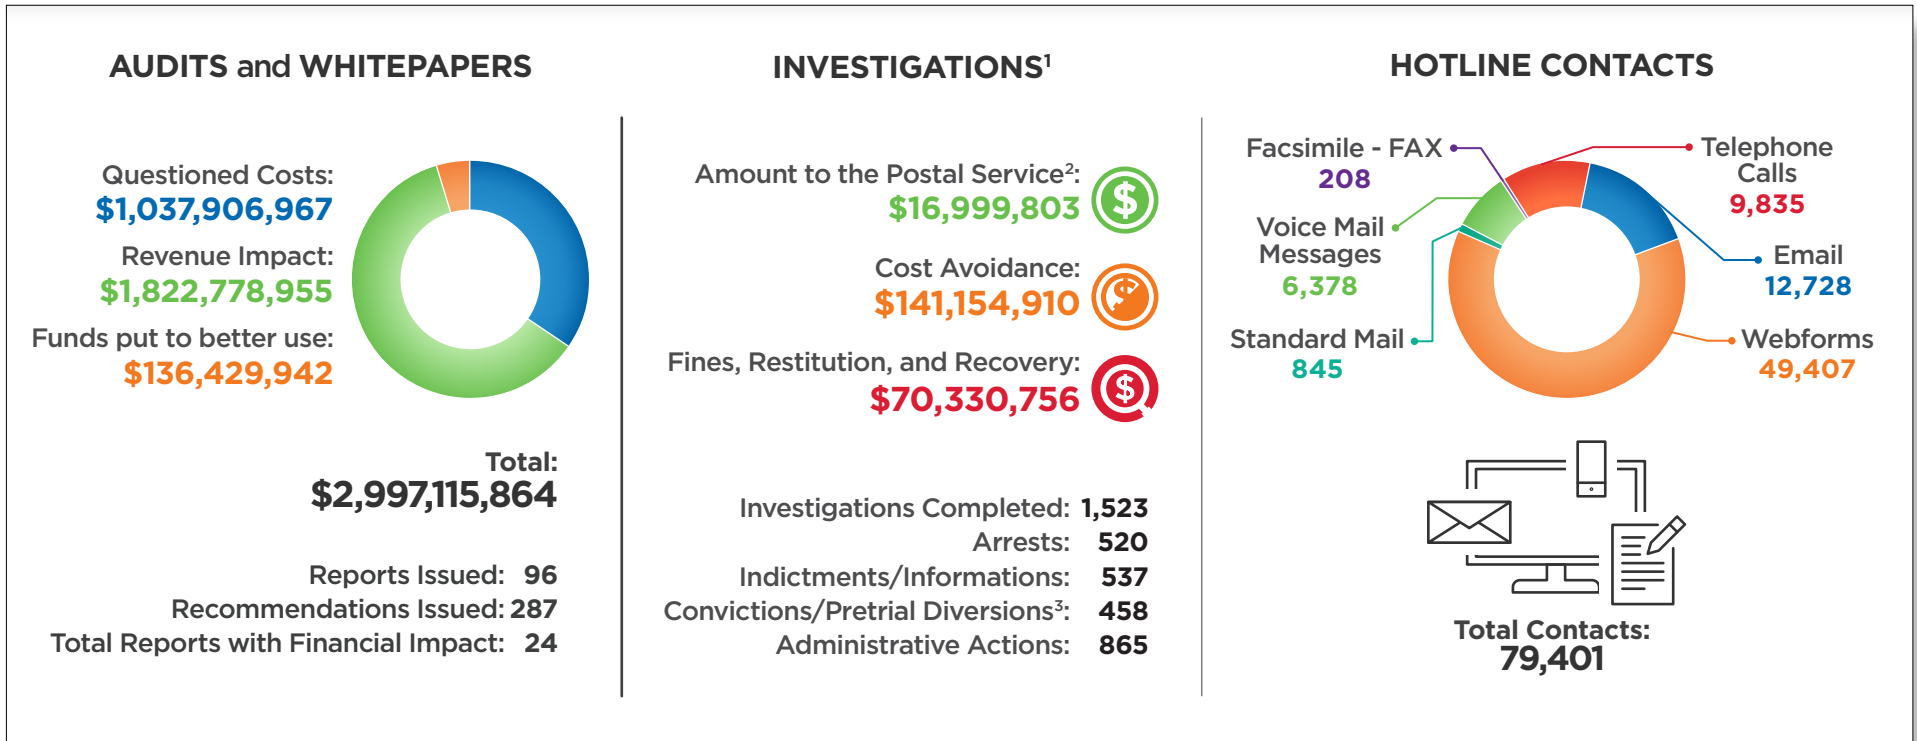 AUDITS and WHITEPAPERS
Questioned Costs:
$1,037,906,967
Revenue Impact:
$1,822,778,955
Funds put to better use:
$136,429,942
Total:
$2,997,115,864
Reports Issued: 96
Recommendations Issued: 287
Total Reports with Financial Impact: 24
INVESTIGATIONS¹
Amount to the Postal Service²:
$16,999,803
$
Cost Avoidance:
$141,154,910
$
Fines, Restitution, and Recovery:
$70,330,756
$
Investigations Completed: 1,523
Arrests: 520
Indictments/Informations: 537
Convictions/Pretrial Diversions³: 458
Administrative Actions: 865
HOTLINE CONTACTS
Facsimile - FAX
208
Voice Mail
Messages
6,378
Standard Mail
845
Telephone
Calls
9,835
Email
12,728
Webforms
49,407
Total Contacts:
79,401